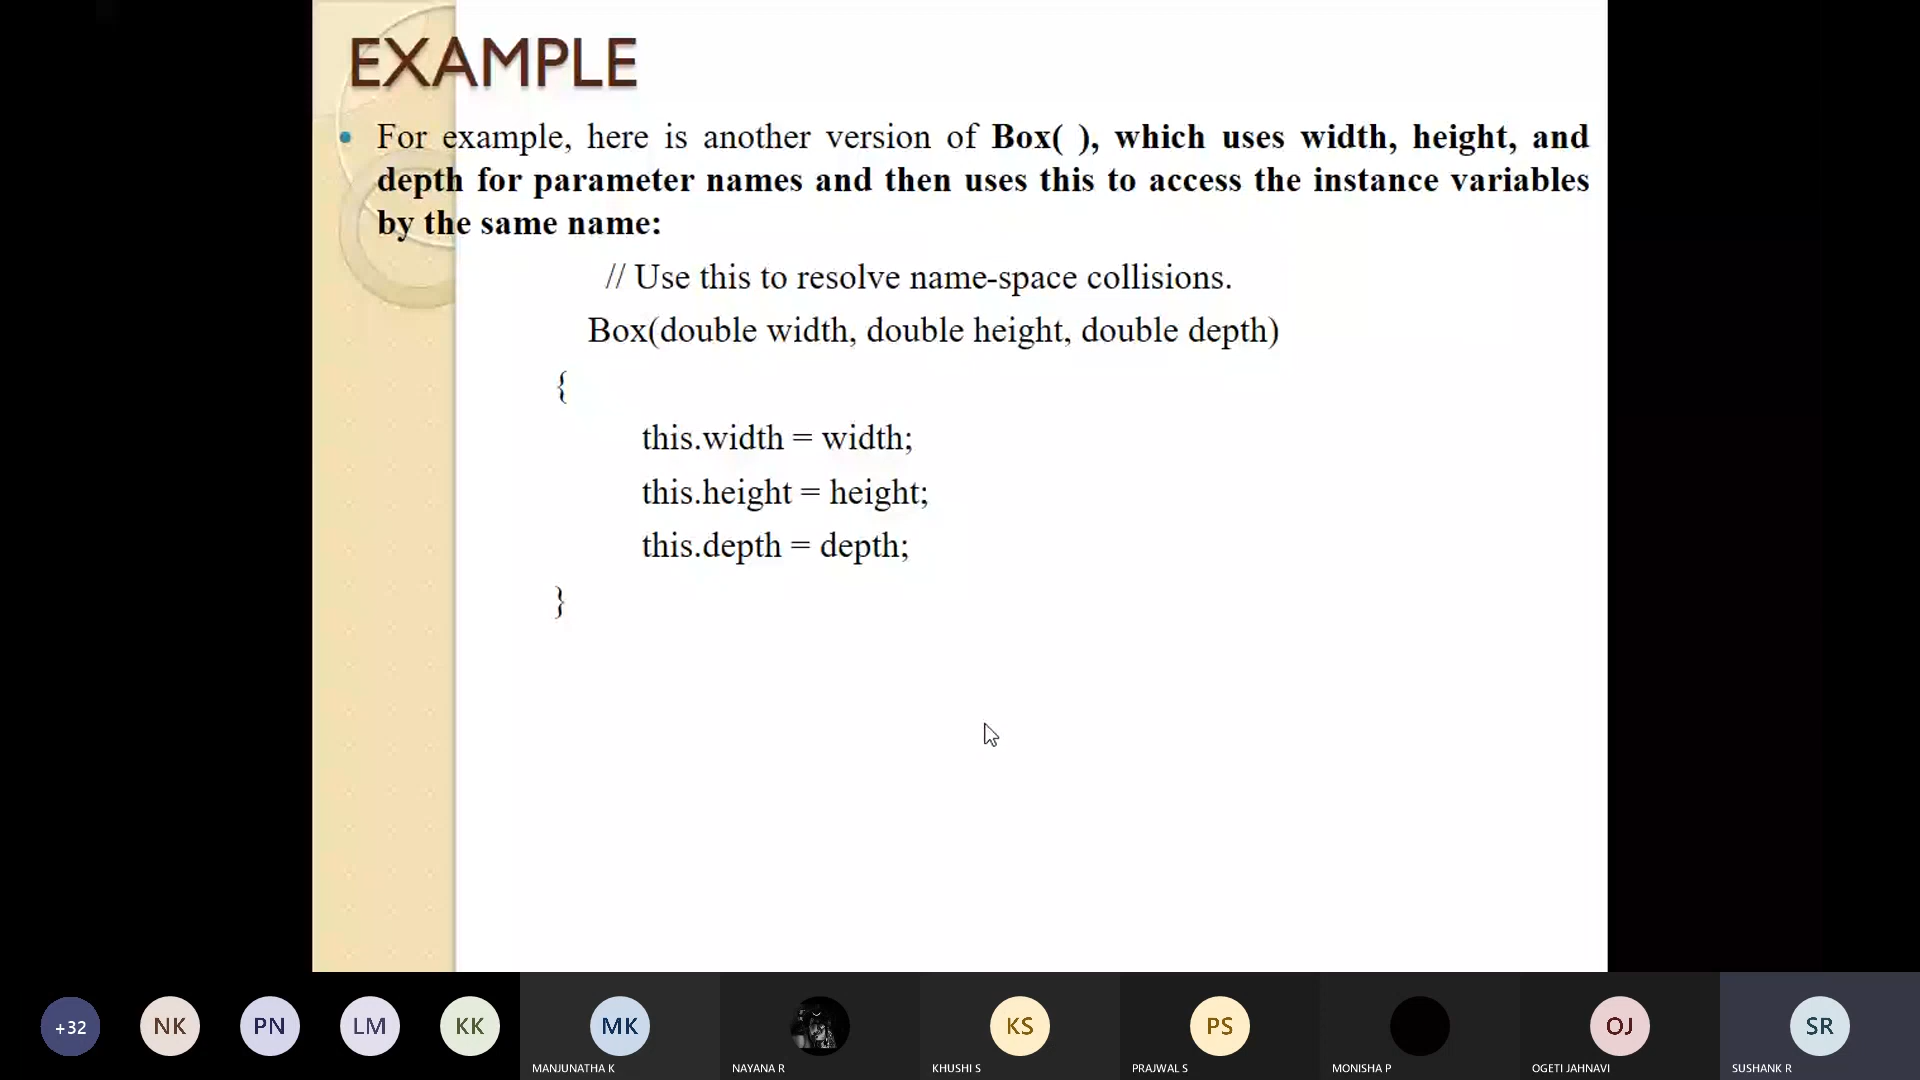 EXAMPLE
For example, here is another version of Box( ), which uses width, height, and
depth for parameter names and then uses this to access the instance variables
by the same name:
// Use this to resolve name-space collisions.
Box(double width, double height, double depth)
{
this.width = width;
this.height = height;
this.depth = depth;
}
+32 NK PN LM KK MK KS PS OJ SR
MANJUNATHA K NAYANA R KHUSHI S PRAJWAL S MONISHA P OGETI JAHNAVI SUSHANK R